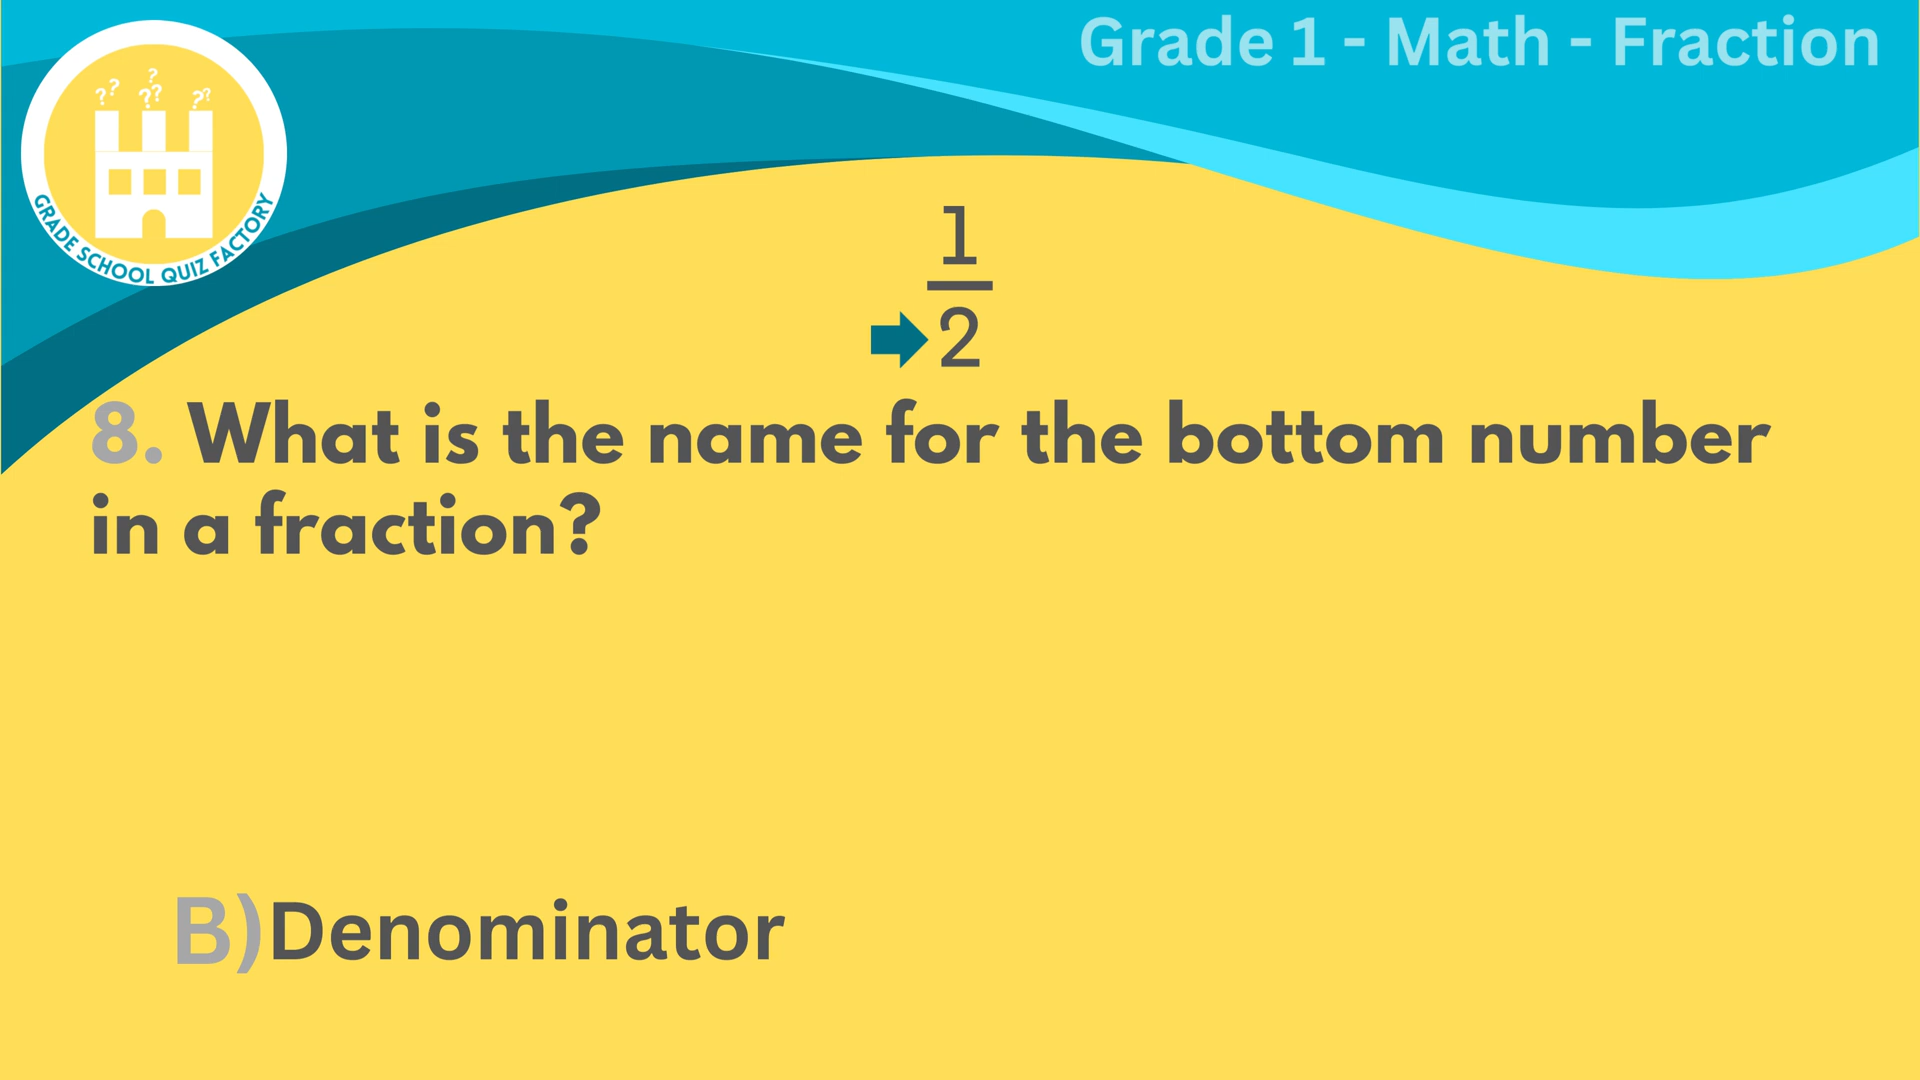 Grade 1 - Math - Fraction
? ? ? ? ? ? ?
GRADE SCHOOL QUIZ FACTORY
1
2
8. What is the name for the bottom number
in a fraction?
B)Denominator